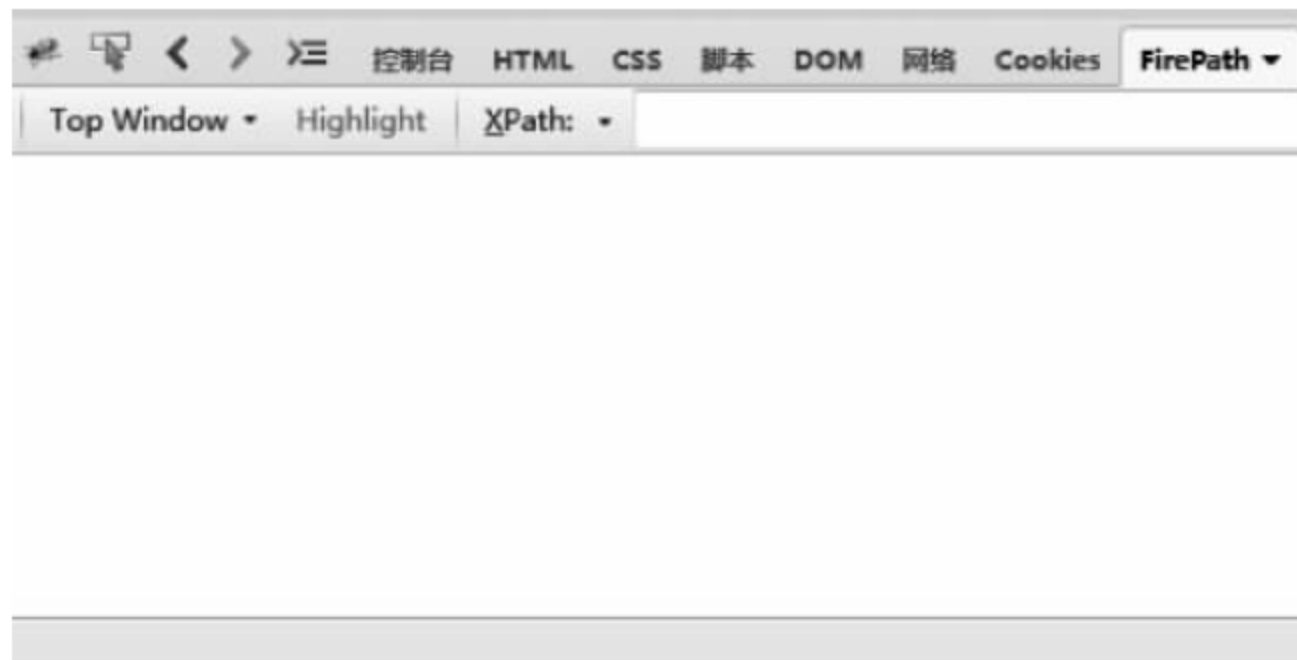 控制台 HTML CSS 脚本 DOM 网络 Cookies FirePath
Top Window Highlight XPath: